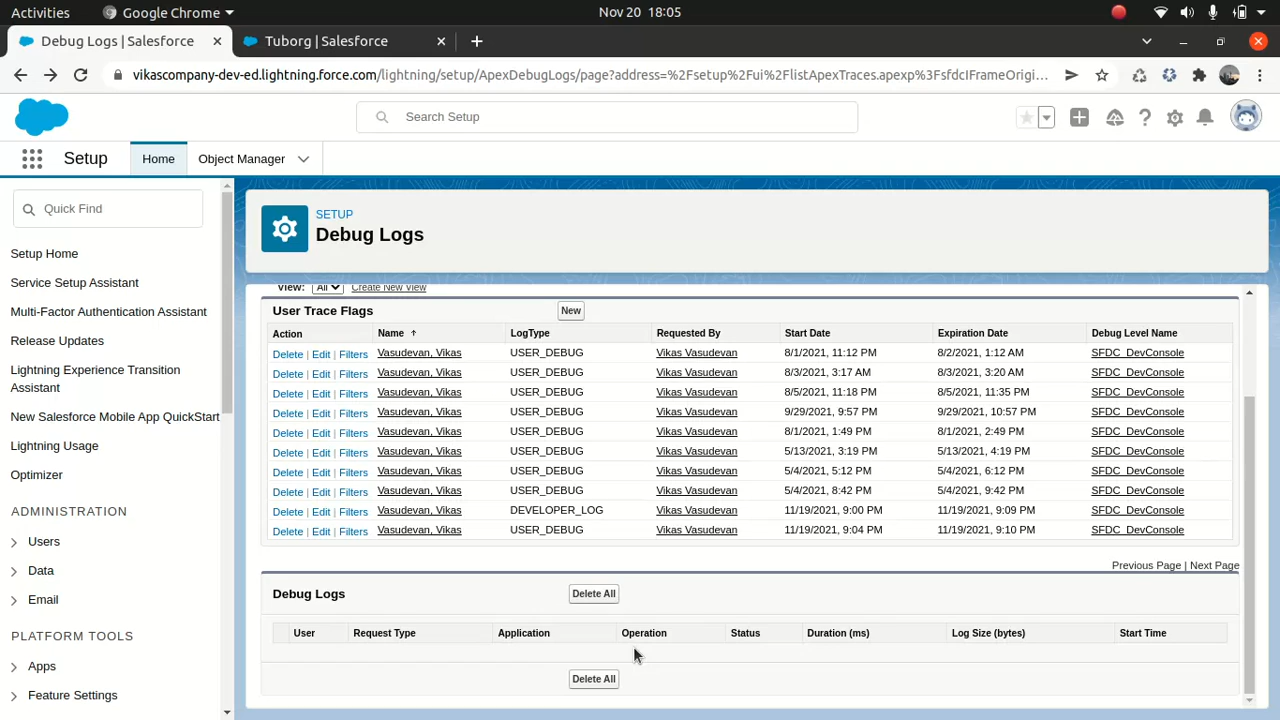 Activities Google Chrome Nov 20 18:05
Debug Logs | Salesforce Tuborg | Salesforce
vikascompany-dev-ed.lightning.force.com/lightning/setup/ApexDebugLogs/page?address=%2Fsetup%2Fui%2FlistApexTraces.apexp%3FsfdcIFrameOrigi...
Search Setup
Setup Home Object Manager
Quick Find
Setup Home
Service Setup Assistant
Multi-Factor Authentication Assistant
Release Updates
Lightning Experience Transition
Assistant
New Salesforce Mobile App QuickStart
Lightning Usage
Optimizer
ADMINISTRATION
Users
Data
Email
PLATFORM TOOLS
Apps
Feature Settings
SETUP
Debug Logs
View: All Create New View
User Trace Flags New
Action Name LogType Requested By Start Date Expiration Date Debug Level Name
Delete | Edit | Filters Vasudevan, Vikas USER_DEBUG Vikas Vasudevan 8/1/2021, 11:12 PM 8/2/2021, 1:12 AM SFDC_DevConsole
Delete | Edit | Filters Vasudevan, Vikas USER_DEBUG Vikas Vasudevan 8/3/2021, 3:17 AM 8/3/2021, 3:20 AM SFDC_DevConsole
Delete | Edit | Filters Vasudevan, Vikas USER_DEBUG Vikas Vasudevan 8/5/2021, 11:18 PM 8/5/2021, 11:35 PM SFDC_DevConsole
Delete | Edit | Filters Vasudevan, Vikas USER_DEBUG Vikas Vasudevan 9/29/2021, 9:57 PM 9/29/2021, 10:57 PM SFDC_DevConsole
Delete | Edit | Filters Vasudevan, Vikas USER_DEBUG Vikas Vasudevan 8/1/2021, 1:49 PM 8/1/2021, 2:49 PM SFDC_DevConsole
Delete | Edit | Filters Vasudevan, Vikas USER_DEBUG Vikas Vasudevan 5/13/2021, 3:19 PM 5/13/2021, 4:19 PM SFDC_DevConsole
Delete | Edit | Filters Vasudevan, Vikas USER_DEBUG Vikas Vasudevan 5/4/2021, 5:12 PM 5/4/2021, 6:12 PM SFDC_DevConsole
Delete | Edit | Filters Vasudevan, Vikas USER_DEBUG Vikas Vasudevan 5/4/2021, 8:42 PM 5/4/2021, 9:42 PM SFDC_DevConsole
Delete | Edit | Filters Vasudevan, Vikas DEVELOPER_LOG Vikas Vasudevan 11/19/2021, 9:00 PM 11/19/2021, 9:09 PM SFDC_DevConsole
Delete | Edit | Filters Vasudevan, Vikas USER_DEBUG Vikas Vasudevan 11/19/2021, 9:04 PM 11/19/2021, 9:10 PM SFDC_DevConsole
Previous Page | Next Page
Debug Logs Delete All
User Request Type Application Operation Status Duration (ms) Log Size (bytes) Start Time
Delete All